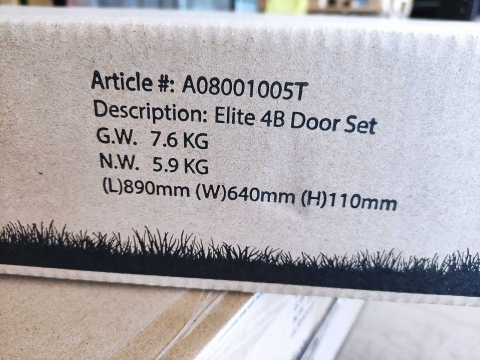 Article #: A08001005T
Description: Elite 4B Door Set
G.W. 7.6 KG
N.W. 5.9 KG
(L)890mm (W)640mm (H)110mm